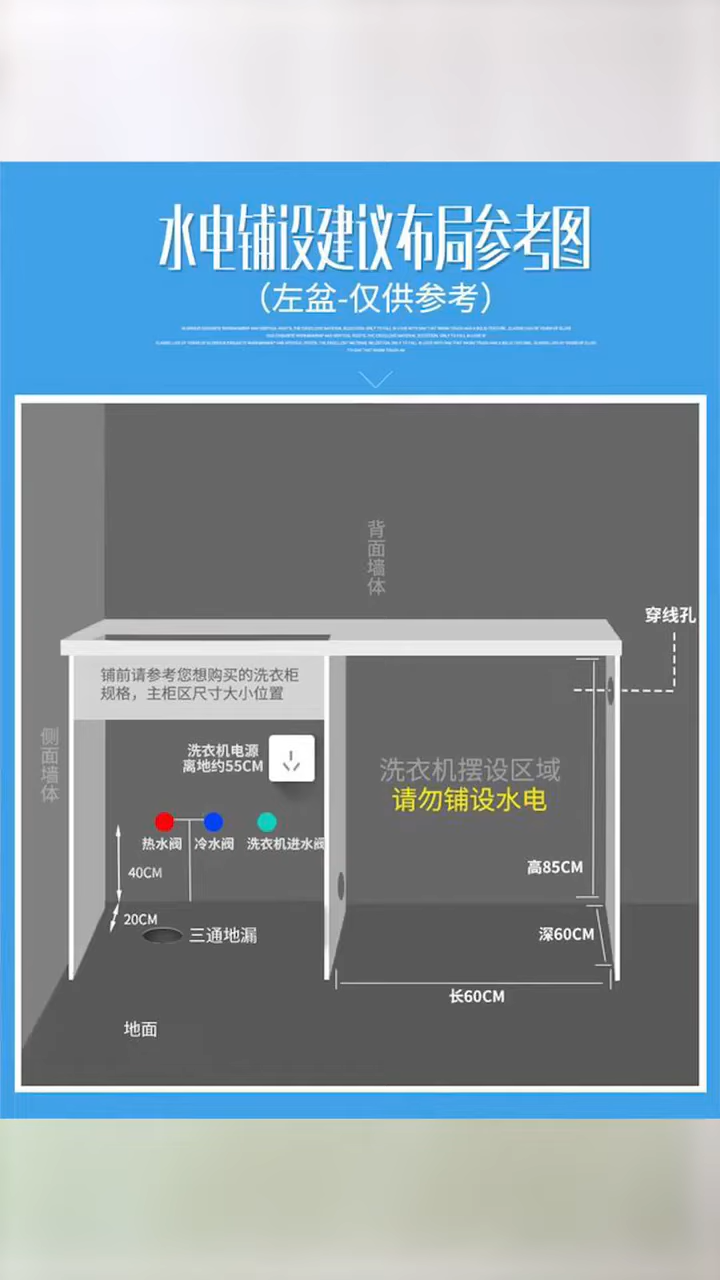 水电铺设建议布局参考图
（左盆-仅供参考）
背面墙体
穿线孔
铺前请参考您想购买的洗衣柜
规格，主柜区尺寸大小位置
侧面墙体
洗衣机电源
离地约55CM
洗衣机摆设区域
请勿铺设水电
热水阀
冷水阀
洗衣机进水阀
40CM
高85CM
20CM
三通地漏
深60CM
长60CM
地面